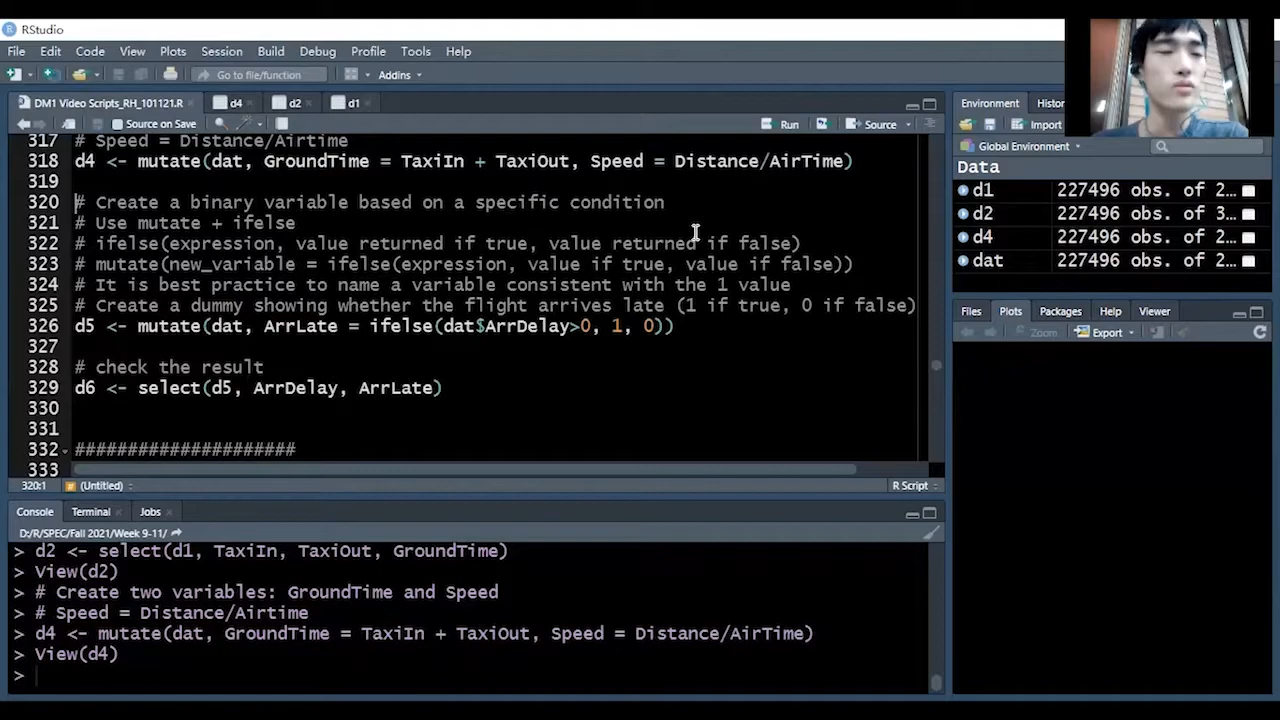 RStudio
File Edit Code View Plots Session Build Debug Profile Tools Help
Go to file/function Addins
DM1 Video Scripts_RH_101121.R d4 d2 d1
Source on Save Run Source
317 # Speed = Distance/Airtime
318 d4 <- mutate(dat, GroundTime = TaxiIn + TaxiOut, Speed = Distance/AirTime)
319
320 # Create a binary variable based on a specific condition
321 # Use mutate + ifelse
322 # ifelse(expression, value returned if true, value returned if false)
323 # mutate(new_variable = ifelse(expression, value if true, value if false))
324 # It is best practice to name a variable consistent with the 1 value
325 # Create a dummy showing whether the flight arrives late (1 if true, 0 if false)
326 d5 <- mutate(dat, ArrLate = ifelse(dat$ArrDelay>0, 1, 0))
327
328 # check the result
329 d6 <- select(d5, ArrDelay, ArrLate)
330
331
332 ####################
333
320:1 # (Untitled) R Script
Console Terminal Jobs
D:/R/SPEC/Fall 2021/Week 9-11/
> d2 <- select(d1, TaxiIn, TaxiOut, GroundTime)
> View(d2)
> # Create two variables: GroundTime and Speed
> # Speed = Distance/Airtime
> d4 <- mutate(dat, GroundTime = TaxiIn + TaxiOut, Speed = Distance/AirTime)
> View(d4)
>
Environment Histor
Import
Global Environment
Data
d1 227496 obs. of 2…
d2 227496 obs. of 3…
d4 227496 obs. of 2…
dat 227496 obs. of 2…
Files Plots Packages Help Viewer
Zoom Export